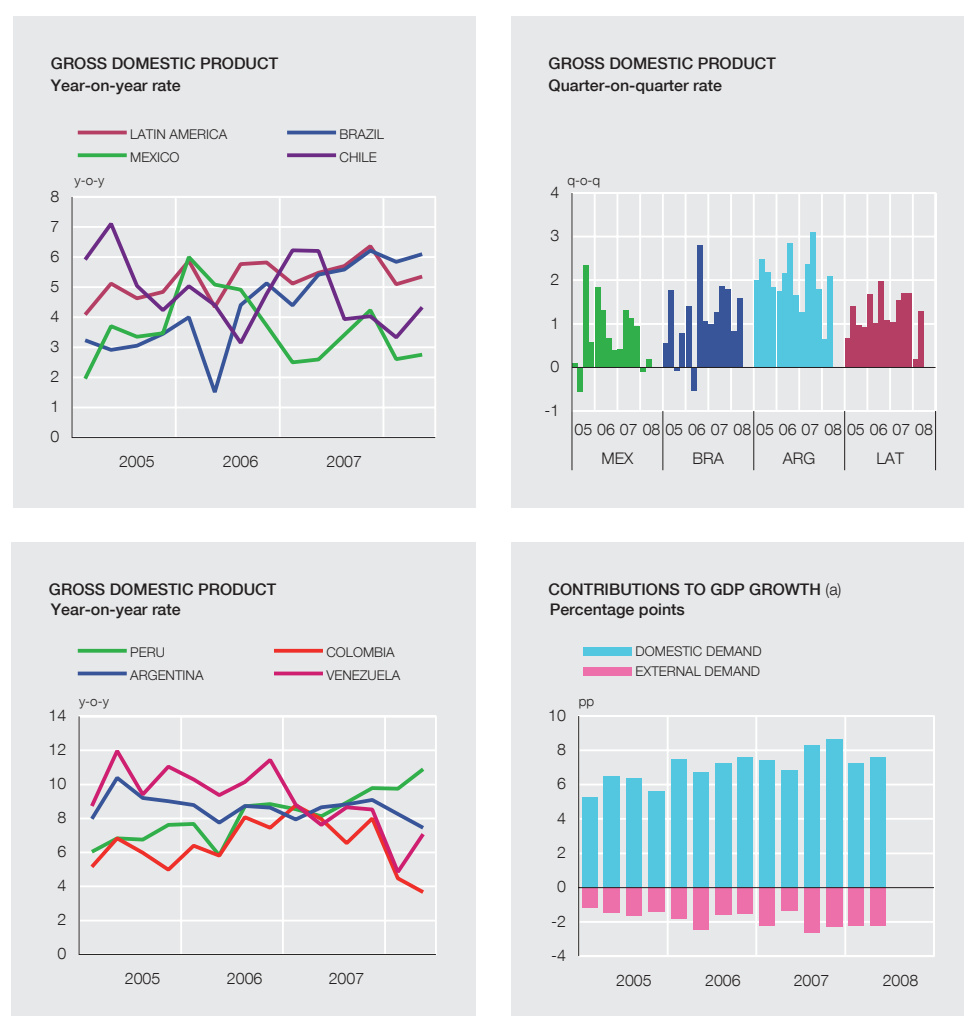 GROSS DOMESTIC PRODUCT
Year-on-year rate
LATIN AMERICA
BRAZIL
MEXICO
CHILE
y-o-y
8
7
6
5
4
3
2
1
0
2005 2006 2007
GROSS DOMESTIC PRODUCT
Quarter-on-quarter rate
q-o-q
4
3
2
1
0
-1
05 06 07 08 05 06 07 08 05 06 07 08 05 06 07 08
MEX BRA ARG LAT
GROSS DOMESTIC PRODUCT
Year-on-year rate
PERU
COLOMBIA
ARGENTINA
VENEZUELA
y-o-y
14
12
10
8
6
4
2
0
2005 2006 2007
CONTRIBUTIONS TO GDP GROWTH (a)
Percentage points
DOMESTIC DEMAND
EXTERNAL DEMAND
pp
10
8
6
4
2
0
-2
-4
2005 2006 2007 2008